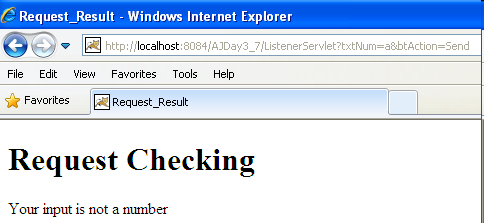 Request_Result - Windows Internet Explorer
http://localhost:8084/AJDay3_7/ListenerServlet?txtNum=a&btAction=Send
File Edit View Favorites Tools Help
Favorites Request_Result
Request Checking
Your input is not a number